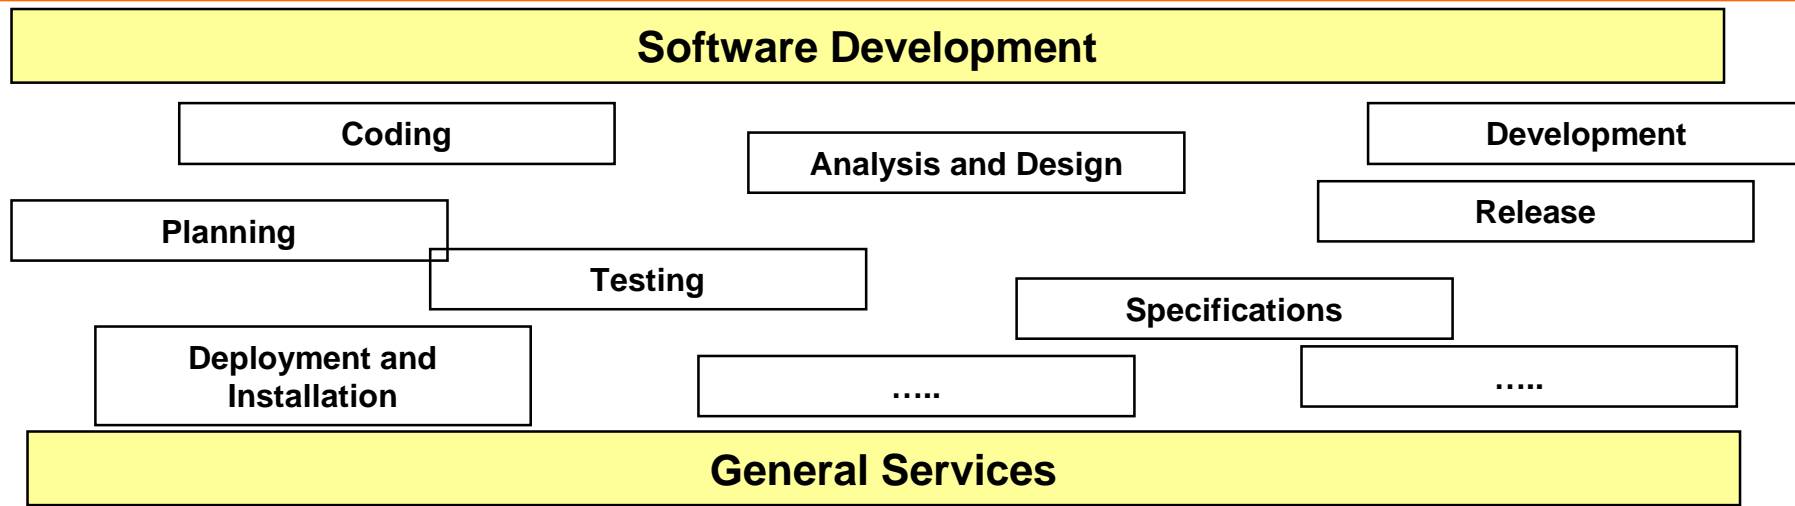 Software Development
Coding
Analysis and Design
Development
Planning
Release
Testing
Specifications
Deployment and
Installation
…..
…..
General Services